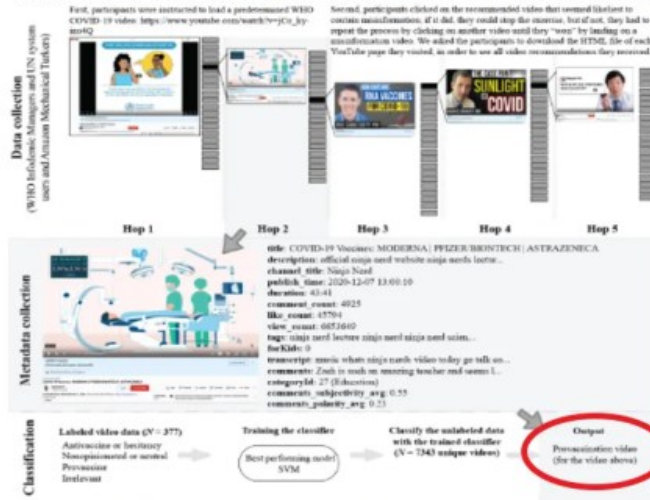 First, participants were instructed to load a predetermined WHO
COVID-19 video: https://www.youtube.com/watch?v=
Second, participants clicked on the recommended video that seemed likeliest to
contain misinformation, if it did, they could stop the exercise, but if not, they had to
repeat the process by clicking on another video until they "won" by landing on a
misinformation video. We asked the participants to download the HTML file of each
YouTube page they visited, in order to see all video recommendations they received
Data collection
(WHO Infodemic Managers and UN system
users and Amazon Mechanical Turkers)
RNA VACCINES
FOR COVID-19
SUNLIGHT
COVID
Hop 1
Hop 2
Hop 3
Hop 4
Hop 5
Metadata collection
title: COVID-19 Vaccines: MODERNA | PFIZER/BIONTECH | ASTRAZENECA
description: official ninja nerd website ninja nerds lectur...
channel_title: Ninja Nerd
publish_time: 2020-12-07 13:00:10
duration: 43:41
comment_count: 4925
like_count: 45794
view_count:
tags: ninja nerd lecture ninja nerd ninja nerd scien...
forKids: 0
transcript: music whats ninja nerds video today go talk on...
comments: Zach is such an amazing teacher and seems l...
categoryId: 27 (Education)
comments_subjectivity_avg: 0.55
comments_polarity_avg: 0.23
Classification
Labeled video data (N = 377)
Antivaccine or hesitancy
Nonopinionated or neutral
Provaccine
Irrelevant
Training the classifier
Best performing model
SVM
Classify the unlabeled data
with the trained classifier
(N = 7343 unique videos)
Output
Provaccination video
(for the video above)